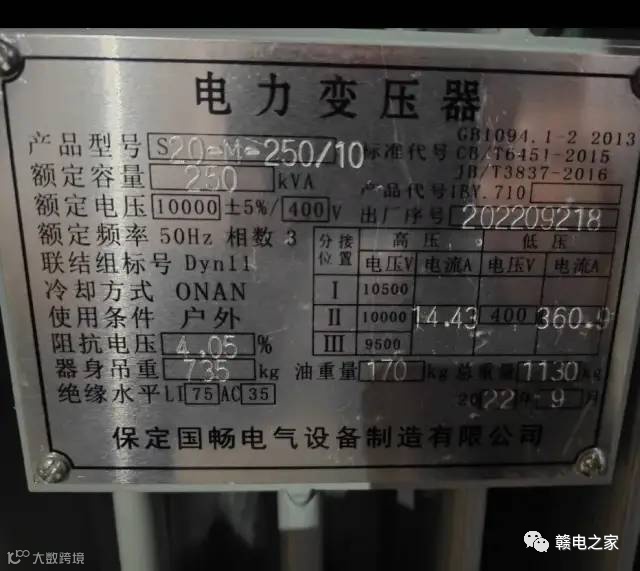 电力变压器
产品型号 S20-M-250/10 标准代号 GB1094.1-2 2013
GB/T6451-2015
JB/T3837-2016
额定容量 250 kVA 产品代号 1BY.710
额定电压 10000 ±5%/ 400 V 出厂序号 202209218
额定频率 50Hz 相数 3
联结组标号 Dyn11
冷却方式 ONAN
使用条件 户外
阻抗电压 4.05 %
分接位置 高压 低压
电压V 电流A 电压V 电流A
I 10500
II 10000 14.43 400 360.9
III 9500
器身吊重 735 kg 油重量 170 kg 总重量 1130 kg
绝缘水平 LI 75 AC 35 2022年 9 月
保定国畅电气设备制造有限公司
大数跨境
赣电之家